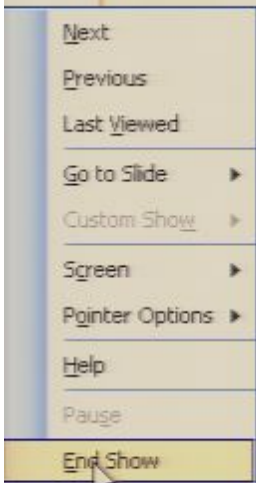 Next
Previous
Last Viewed
Go to Slide
Custom Show
Screen
Pointer Options
Help
Pause
End Show